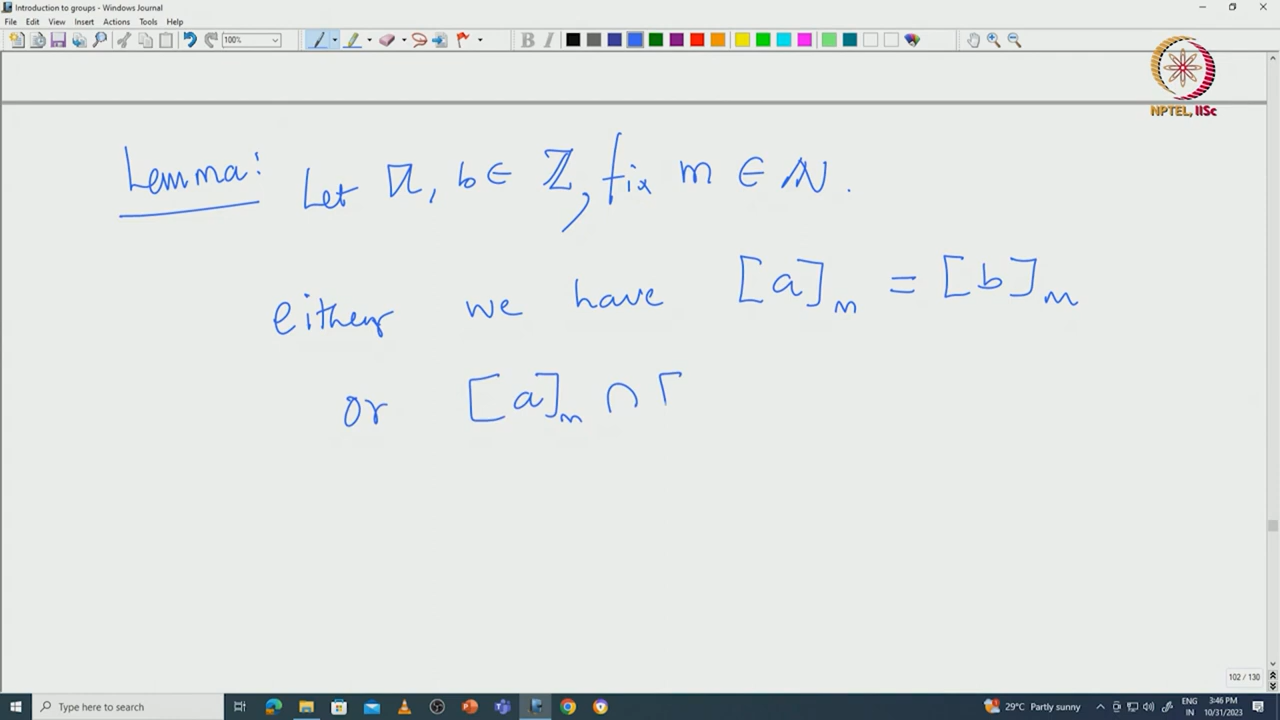 Introduction to groups - Windows Journal
File Edit View Insert Actions Tools Help
100%
B I
NPTEL, IISc
Lemma: Let a, b ∈ ℤ, fix m ∈ ℕ.
either we have [a]m = [b]m
or [a]m ∩ [
102 / 130
Type here to search
29°C Partly sunny
ENG
IN
3:46 PM
10/31/2023